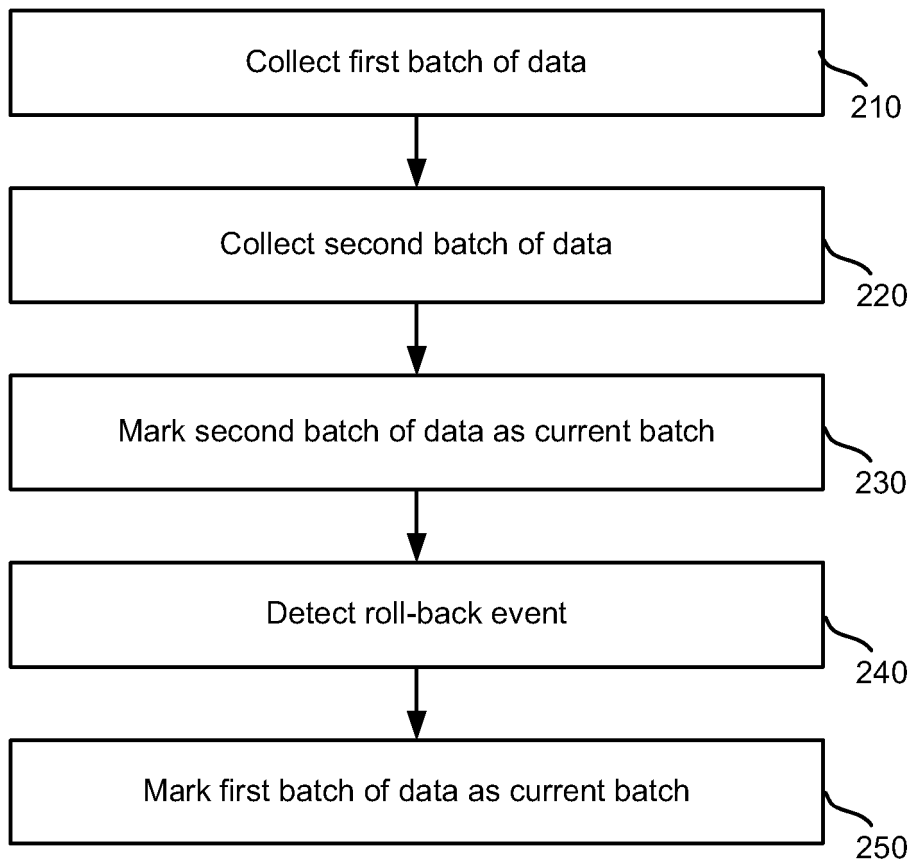 Collect first batch of data
210
Collect second batch of data
220
Mark second batch of data as current batch
230
Detect roll-back event
240
Mark first batch of data as current batch
250